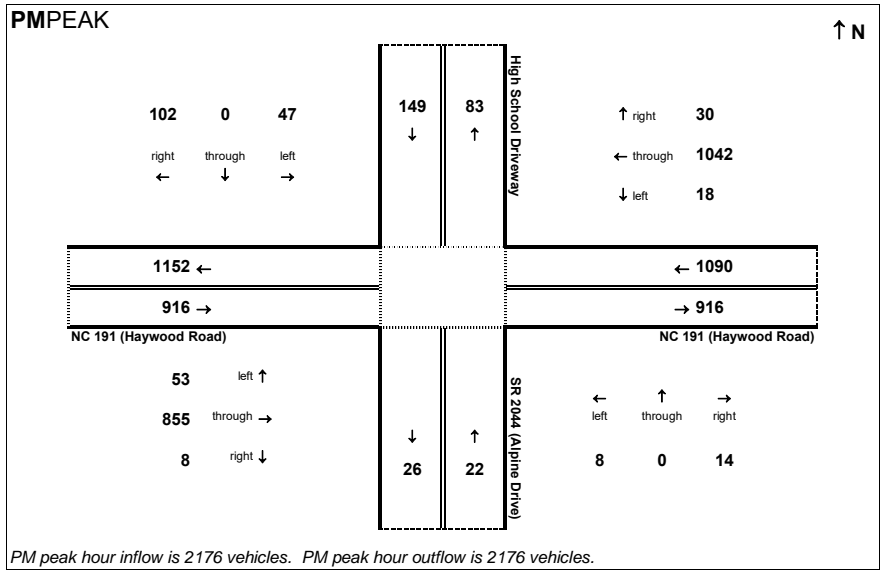 PMPEAK
↑ N
102 0 47
right through left
← ↓ →
149 83
↓ ↑
High School Driveway
↑ right 30
← through 1042
↓ left 18
1152 ←
916 →
NC 191 (Haywood Road)
← 1090
→ 916
NC 191 (Haywood Road)
53 left ↑
855 through →
8 right ↓
↓ ↑
26 22
SR 2044 (Alpine Drive)
← ↑ →
left through right
8 0 14
PM peak hour inflow is 2176 vehicles. PM peak hour outflow is 2176 vehicles.